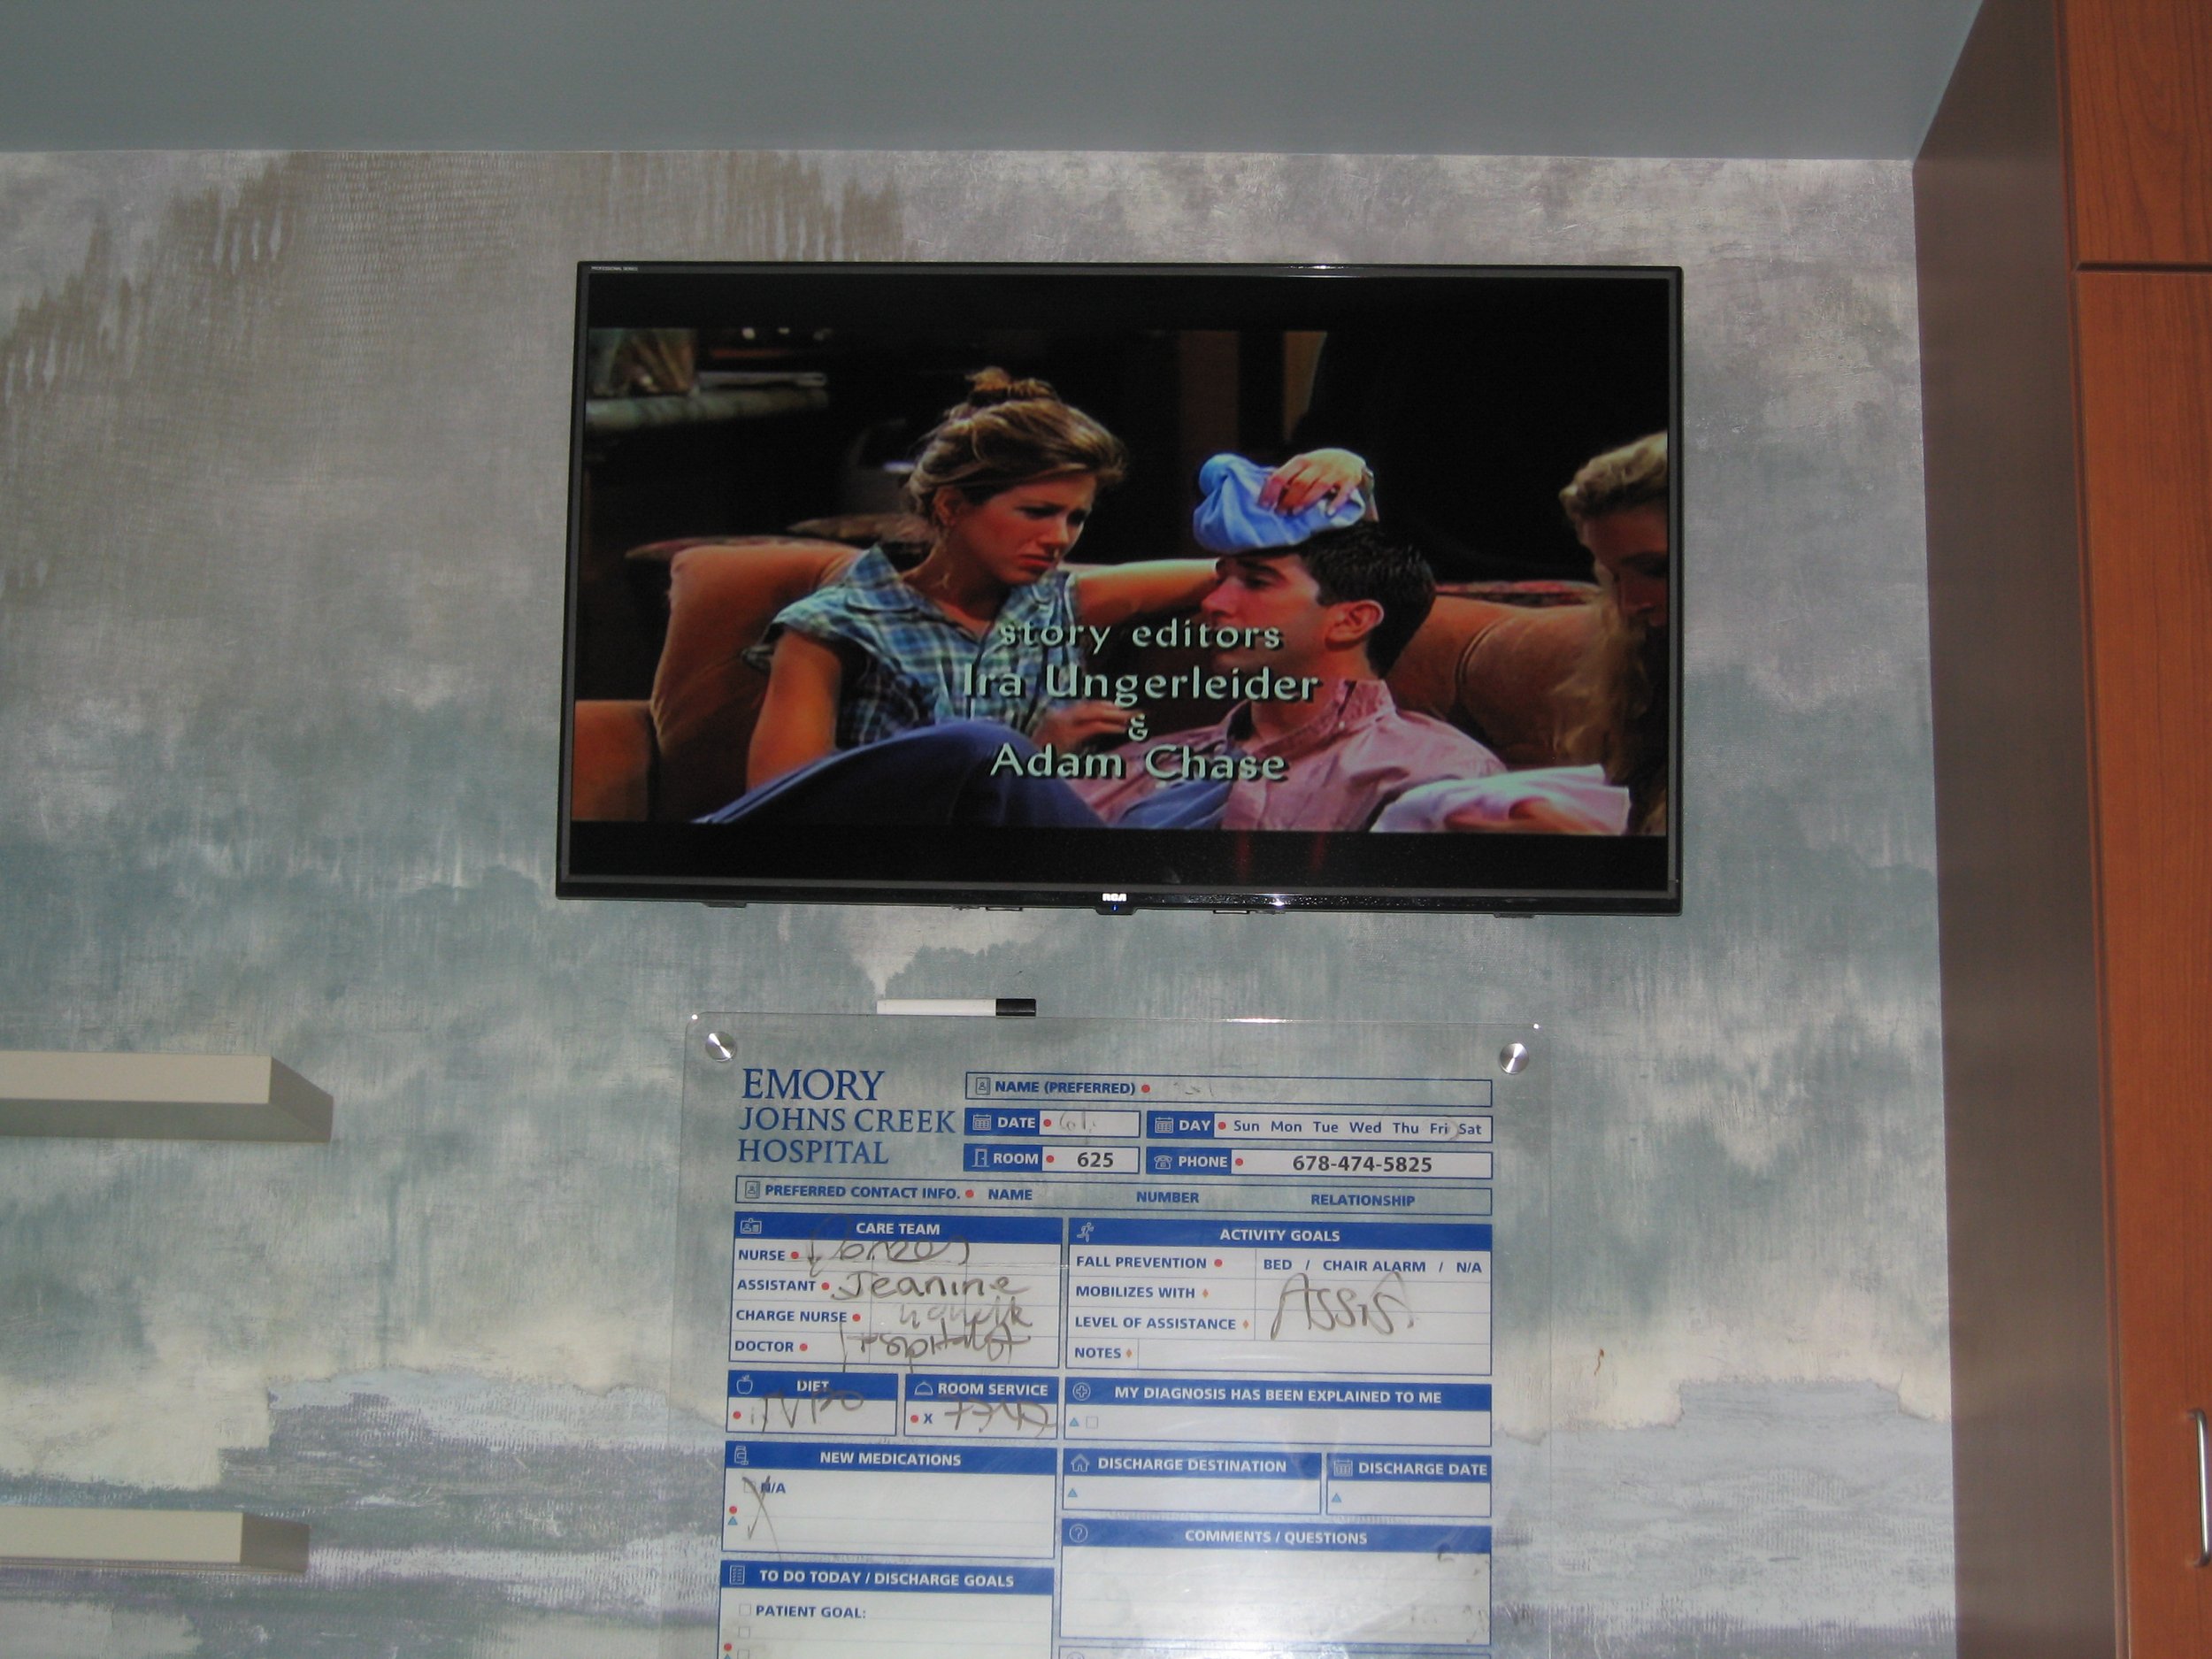 PROFESSIONAL SERIES
story editors
Ira Ungerleider
&
Adam Chase
RCA
EMORY
JOHNS CREEK
HOSPITAL
NAME (PREFERRED)
DATE
DAY Sun Mon Tue Wed Thu Fri Sat
ROOM 625
PHONE 678-474-5825
PREFERRED CONTACT INFO. NAME NUMBER RELATIONSHIP
CARE TEAM
NURSE
ASSISTANT Jeanine
CHARGE NURSE
DOCTOR
ACTIVITY GOALS
FALL PREVENTION BED / CHAIR ALARM / N/A
MOBILIZES WITH
LEVEL OF ASSISTANCE
NOTES
DIET
NPO
ROOM SERVICE
X
MY DIAGNOSIS HAS BEEN EXPLAINED TO ME
NEW MEDICATIONS
N/A
DISCHARGE DESTINATION
DISCHARGE DATE
COMMENTS / QUESTIONS
TO DO TODAY / DISCHARGE GOALS
PATIENT GOAL: